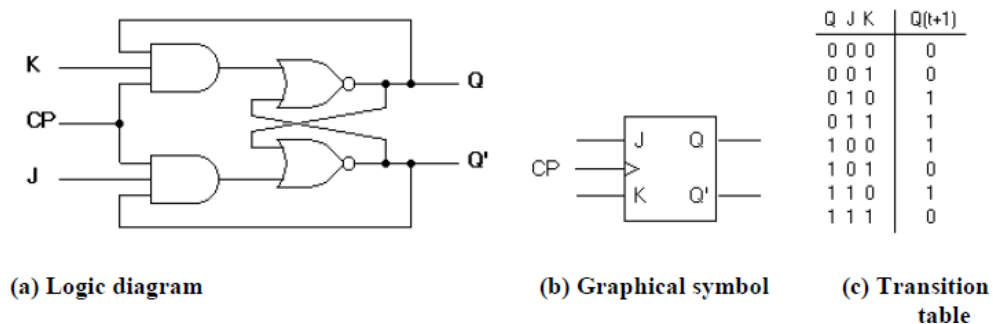 K
CP
J
Q
Q'
J Q
CP
K Q'
Q J K Q(t+1)
0 0 0 0
0 0 1 0
0 1 0 1
0 1 1 1
1 0 0 1
1 0 1 0
1 1 0 1
1 1 1 0
(a) Logic diagram
(b) Graphical symbol
(c) Transition
table